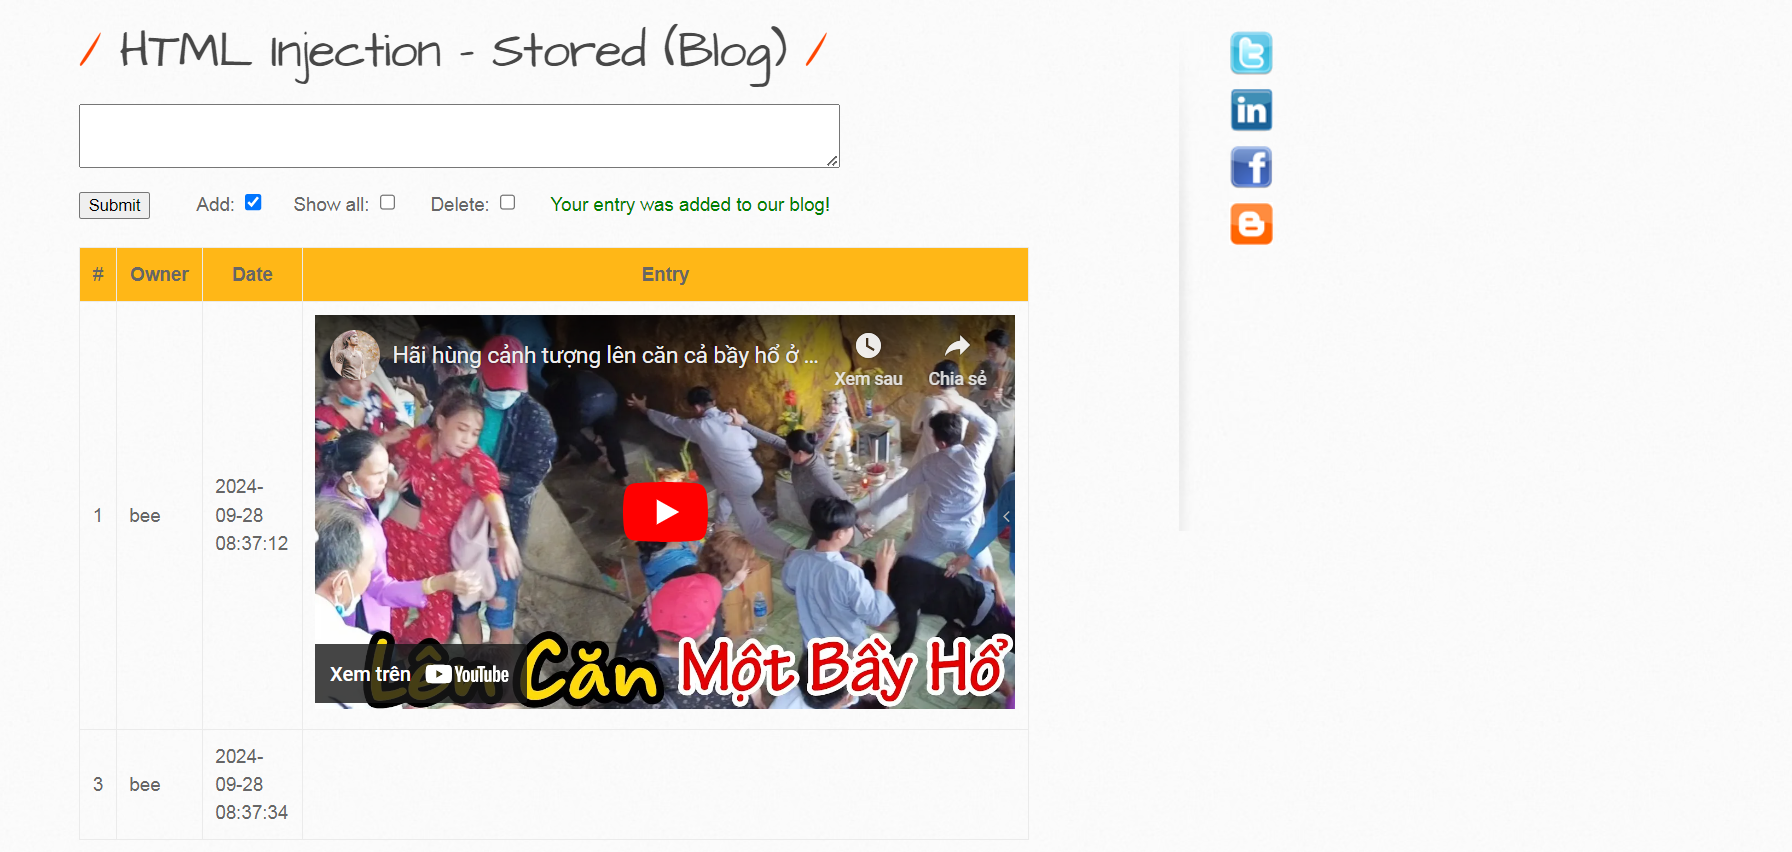 / HTML Injection - Stored (Blog) /
Submit Add: Show all: Delete: Your entry was added to our blog!
# Owner Date Entry
1 bee 2024-
09-28
08:37:12
Hãi hùng cảnh tượng lên căn cả bầy hổ ở ...
Xem sau Chia sẻ
Lên Căn Một Bầy Hổ
Xem trên YouTube
3 bee 2024-
09-28
08:37:34